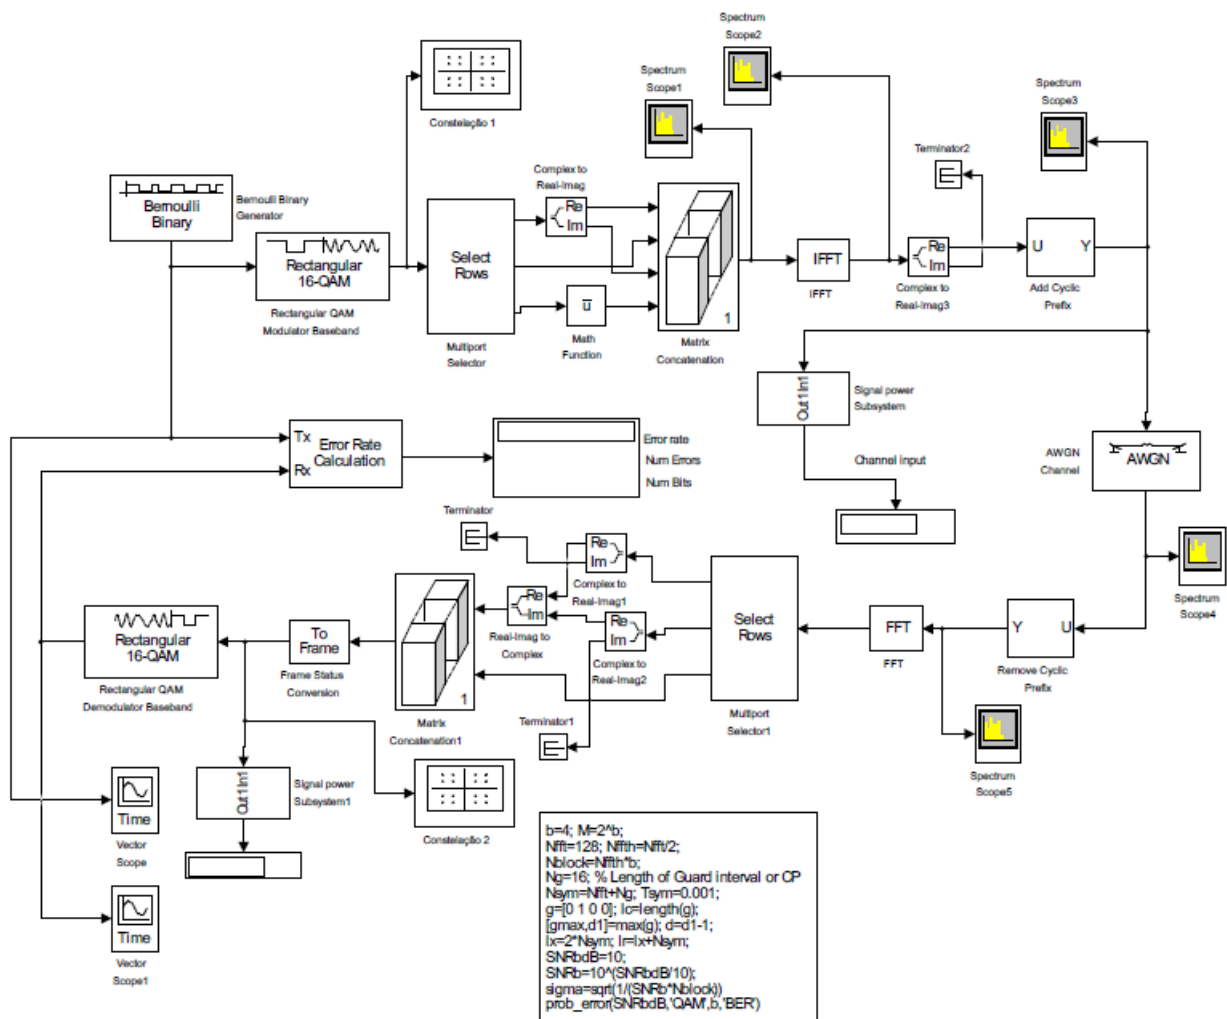 Spectrum
Scope2
Spectrum
Scope1
Spectrum
Scope3
Constelação 1
Terminator2
Complex to
Real-Imag
Re
Im
Bernoulli
Binary
Bernoulli Binary
Generator
Rectangular
16-QAM
Rectangular QAM
Modulator Baseband
Select
Rows
Multiport
Selector
u
Math
Function
1
Matrix
Concatenation
IFFT
IFFT
Re
Im
Complex to
Real-Imag3
U Y
Add Cyclic
Prefix
Out1 In1
Signal power
Subsystem
Channel input
AWGN
Channel
AWGN
Tx
Rx
Error Rate
Calculation
Error rate
Num Errors
Num Bits
Terminator
Re
Im
Complex to
Real-Imag1
Re
Im
Real-Imag to
Complex
Re
Im
Complex to
Real-Imag2
Select
Rows
Multiport
Selector1
FFT
FFT
Y U
Remove Cyclic
Prefix
Spectrum
Scope4
Spectrum
Scope5
Rectangular
16-QAM
Rectangular QAM
Demodulator Baseband
To
Frame
Frame Status
Conversion
1
Matrix
Concatenation1
Terminator1
Out1 In1
Signal power
Subsystem1
Constelação 2
Time
Vector
Scope
Time
Vector
Scope1
b=4; M=2^b;
Nfft=128; Nffth=Nfft/2;
Nblock=Nffth*b;
Ng=16; % Length of Guard interval or CP
Nsym=Nfft+Ng; Tsym=0.001;
g=[0 1 0 0]; lc=length(g);
[gmax,d1]=max(g); d=d1-1;
lx=2*Nsym; lr=lx+Nsym;
SNRbdB=10;
SNRb=10^(SNRbdB/10);
sigma=sqrt(1/(SNRb*Nblock))
prob_error(SNRbdB,'QAM',b,'BER')